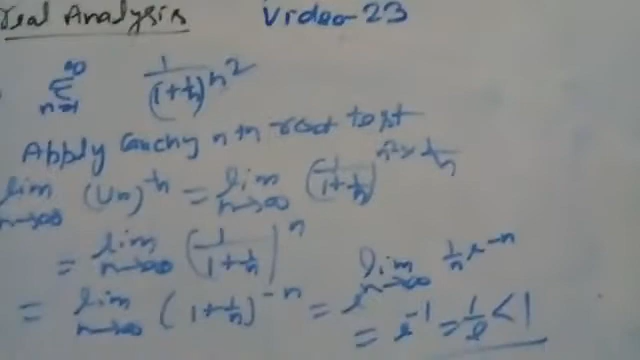 real Analysis Video-23
∞ Σ n=1 1/(1+1/n)^n²
Apply Cauchy nth root test
lim n→∞ (Un)^1/n = lim n→∞ (1/(1+1/n))^n²×1/n
= lim n→∞ (1/(1+1/n))^n
= lim n→∞ (1+1/n)^-n = e^lim n→∞ 1/n x-n
= e^-1 = 1/e < 1